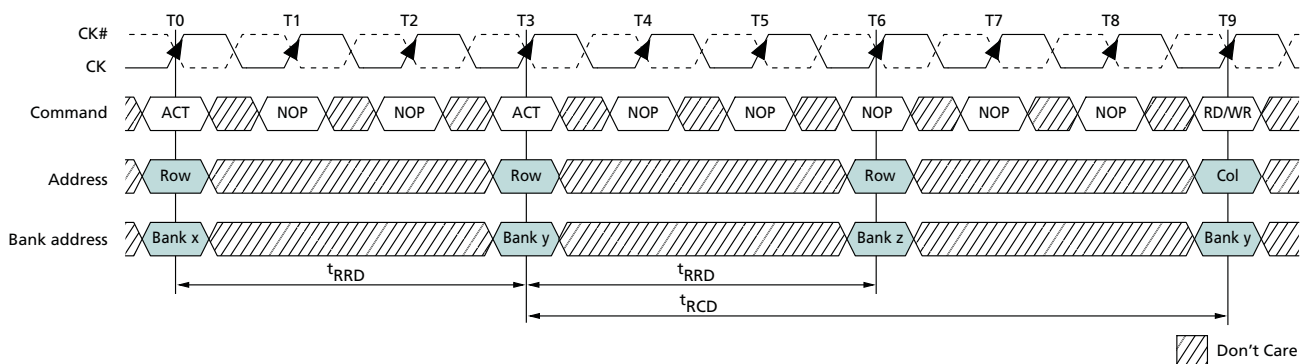 T0 T1 T2 T3 T4 T5 T6 T7 T8 T9
CK#
CK
Command ACT NOP NOP ACT NOP NOP NOP NOP NOP RD/WR
Address Row Row Row Col
Bank address Bank x Bank y Bank z Bank y
tRRD tRRD
tRCD
Don't Care